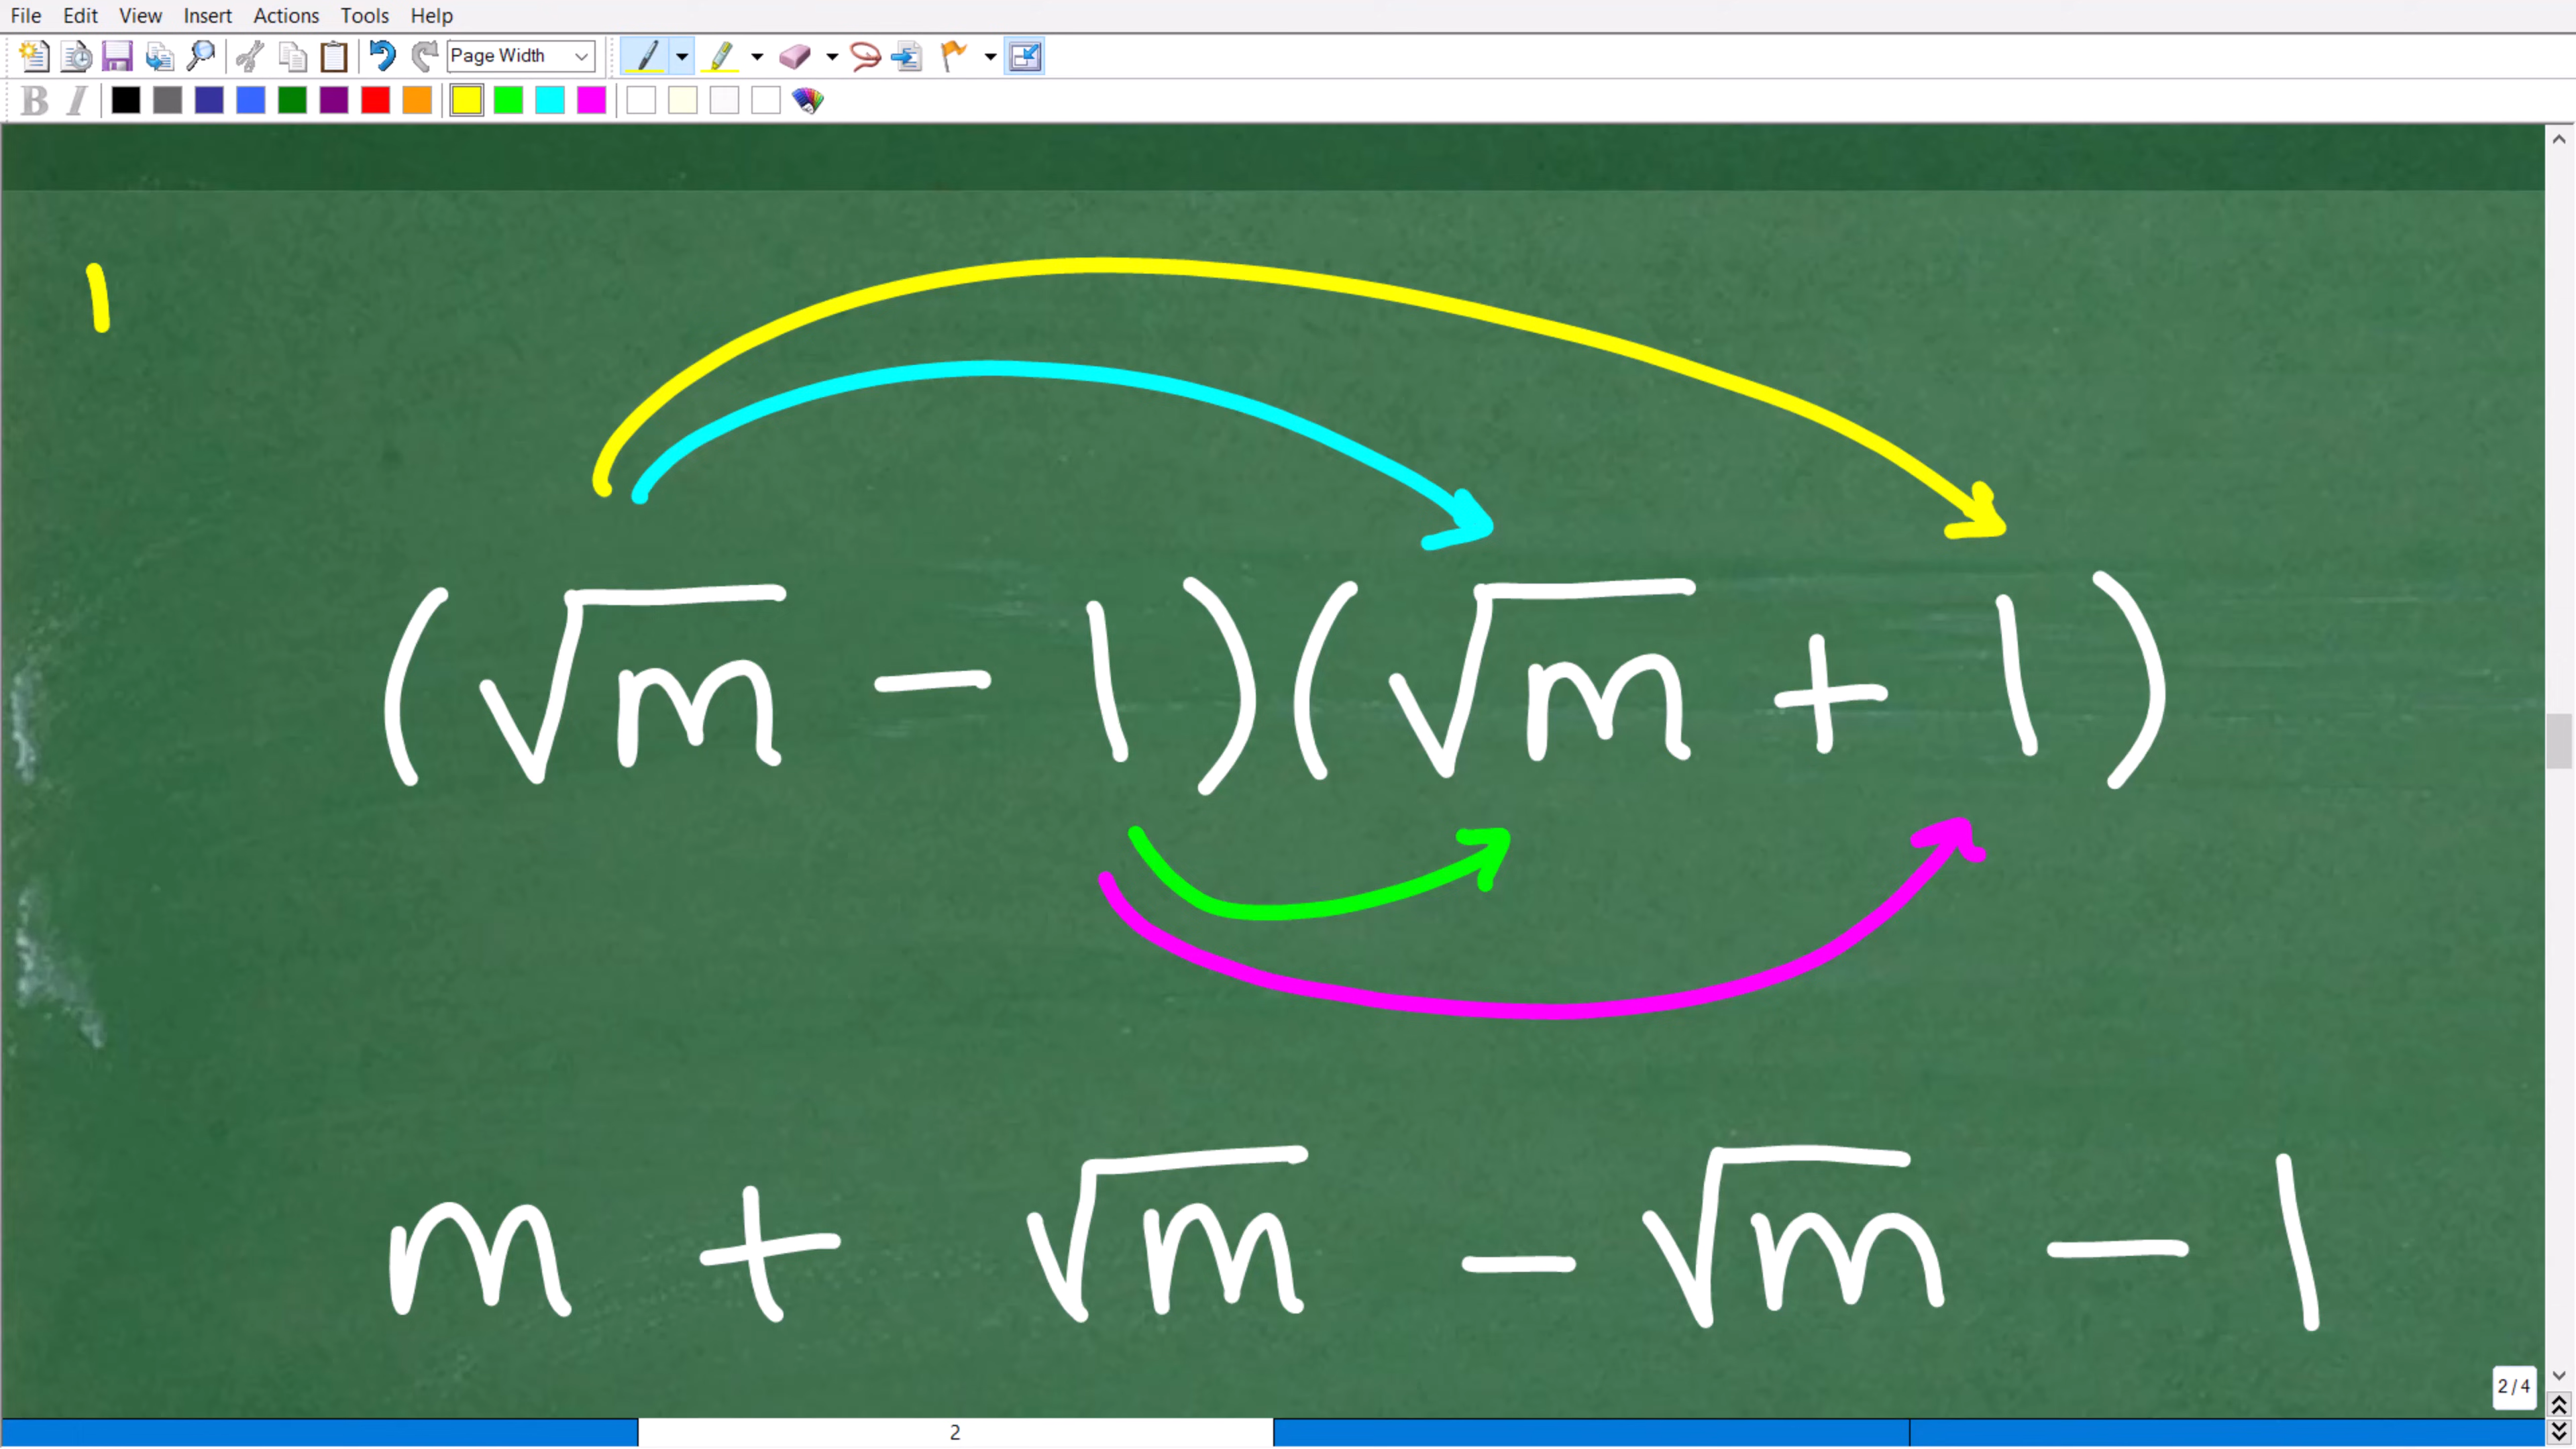 File Edit View Insert Actions Tools Help
Page Width
B I
1
(√m - 1)(√m + 1)
m + √m - √m - 1
2/4
2